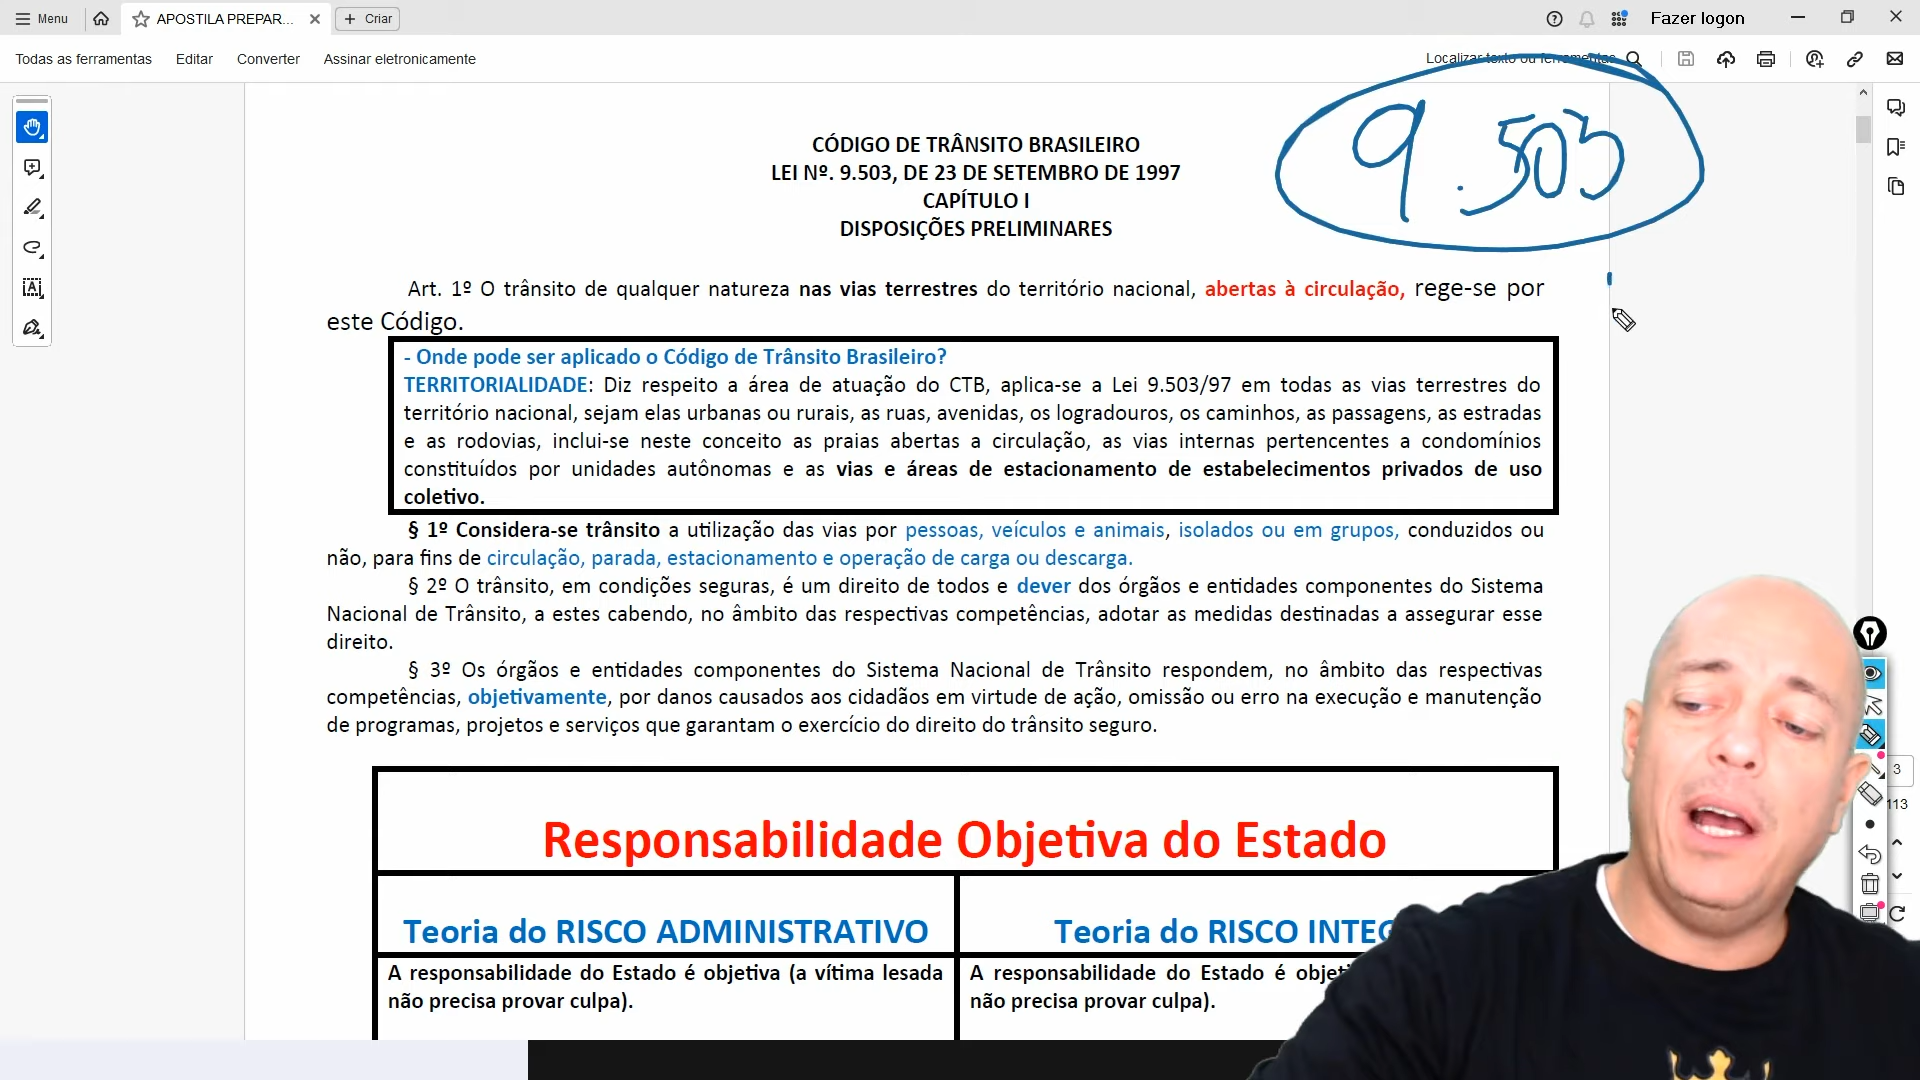 Menu
APOSTILA PREPAR...
Criar
Fazer logon
Todas as ferramentas
Editar
Converter
Assinar eletronicamente
Localizar texto ou ferramentas
9.503
CÓDIGO DE TRÂNSITO BRASILEIRO
LEI Nº. 9.503, DE 23 DE SETEMBRO DE 1997
CAPÍTULO I
DISPOSIÇÕES PRELIMINARES
Art. 1º O trânsito de qualquer natureza nas vias terrestres do território nacional, abertas à circulação, rege-se por
este Código.
- Onde pode ser aplicado o Código de Trânsito Brasileiro?
TERRITORIALIDADE: Diz respeito a área de atuação do CTB, aplica-se a Lei 9.503/97 em todas as vias terrestres do
território nacional, sejam elas urbanas ou rurais, as ruas, avenidas, os logradouros, os caminhos, as passagens, as estradas
e as rodovias, inclui-se neste conceito as praias abertas a circulação, as vias internas pertencentes a condomínios
constituídos por unidades autônomas e as vias e áreas de estacionamento de estabelecimentos privados de uso
coletivo.
§ 1º Considera-se trânsito a utilização das vias por pessoas, veículos e animais, isolados ou em grupos, conduzidos ou
não, para fins de circulação, parada, estacionamento e operação de carga ou descarga.
§ 2º O trânsito, em condições seguras, é um direito de todos e dever dos órgãos e entidades componentes do Sistema
Nacional de Trânsito, a estes cabendo, no âmbito das respectivas competências, adotar as medidas destinadas a assegurar esse
direito.
§ 3º Os órgãos e entidades componentes do Sistema Nacional de Trânsito respondem, no âmbito das respectivas
competências, objetivamente, por danos causados aos cidadãos em virtude de ação, omissão ou erro na execução e manutenção
de programas, projetos e serviços que garantam o exercício do direito do trânsito seguro.
3
113
Responsabilidade Objetiva do Estado
Teoria do RISCO ADMINISTRATIVO
Teoria do RISCO
A responsabilidade do Estado é objetiva (a vítima lesada
não precisa provar culpa).
A responsabilidade do Estado é
não precisa provar culpa).